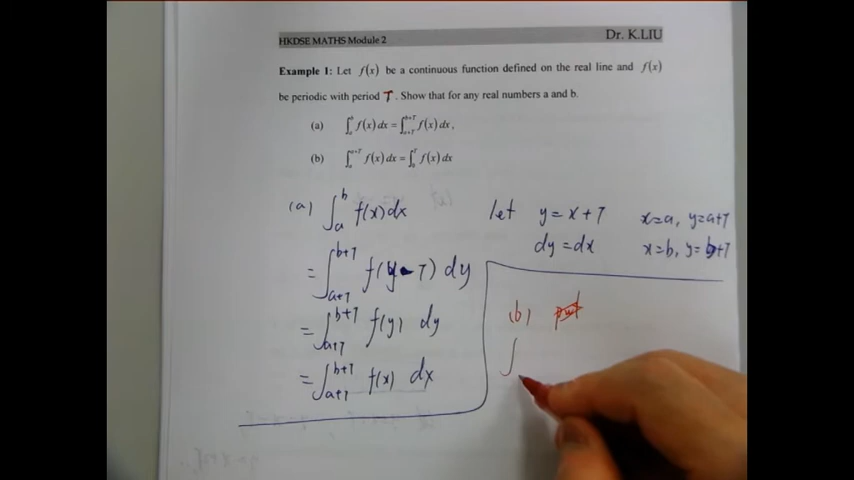 HKDSE MATHS Module 2 Dr. K.LIU
Example 1: Let f(x) be a continuous function defined on the real line and f(x)
be periodic with period T. Show that for any real numbers a and b.
(a) ∫_a^b f(x)dx = ∫_{a+T}^{b+T} f(x)dx,
(b) ∫_a^{a+T} f(x)dx = ∫_0^T f(x)dx
(a) ∫_a^b f(x)dx
= ∫_{a+T}^{b+T} f(y-T) dy
= ∫_{a+T}^{b+T} f(y) dy
= ∫_{a+T}^{b+T} f(x) dx
let y = x+T x=a, y=a+T
dy = dx x=b, y=b+T
(b)
∫